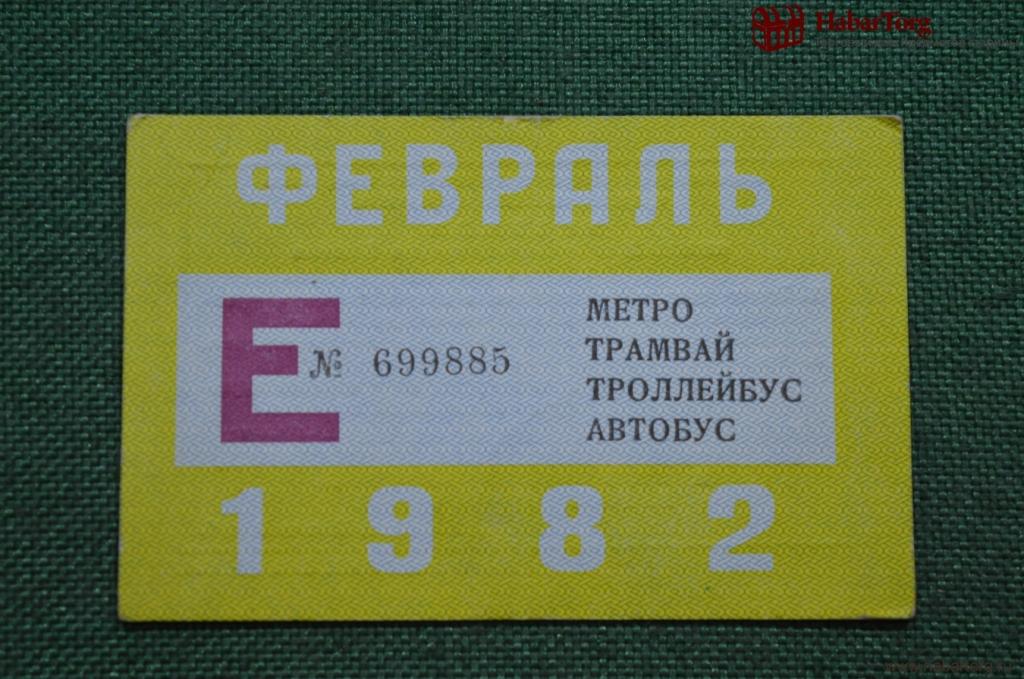 HabarTorg
ФЕВРАЛЬ
Е № 699885
МЕТРО
ТРАМВАЙ
ТРОЛЛЕЙБУС
АВТОБУС
1982